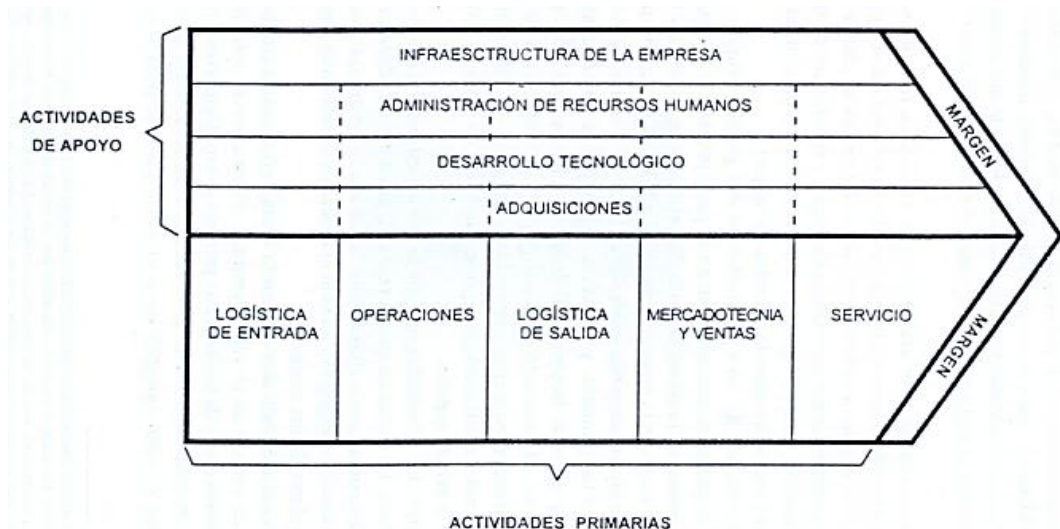 INFRAESCTRUCTURA DE LA EMPRESA
ADMINISTRACIÓN DE RECURSOS HUMANOS
DESARROLLO TECNOLÓGICO
ADQUISICIONES
ACTIVIDADES
DE APOYO
MARGEN
LOGÍSTICA
DE ENTRADA
OPERACIONES
LOGÍSTICA
DE SALIDA
MERCADOTECNIA
Y VENTAS
SERVICIO
MARGEN
ACTIVIDADES PRIMARIAS